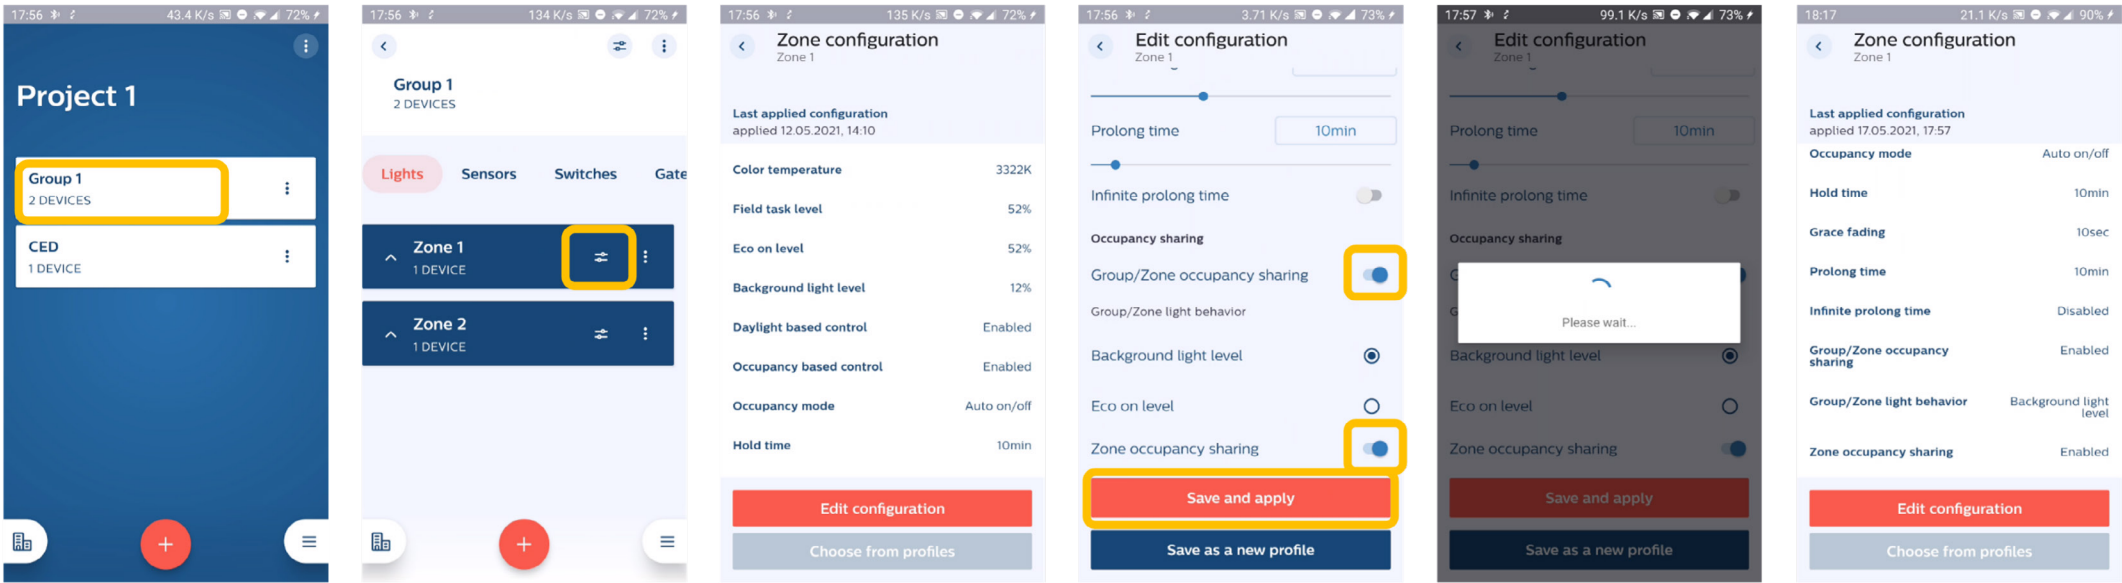 17:56 43.4 K/s 72%
Project 1
Group 1
2 DEVICES
CED
1 DEVICE
17:56 134 K/s 72%
Group 1
2 DEVICES
Lights Sensors Switches Gate
Zone 1
1 DEVICE
Zone 2
1 DEVICE
17:56 135 K/s 72%
Zone configuration
Zone 1
Last applied configuration
applied 12.05.2021, 14:10
Color temperature 3322K
Field task level 52%
Eco on level 52%
Background light level 12%
Daylight based control Enabled
Occupancy based control Enabled
Occupancy mode Auto on/off
Hold time 10min
Edit configuration
Choose from profiles
17:56 3.71 K/s 73%
Edit configuration
Zone 1
Prolong time 10min
Infinite prolong time
Occupancy sharing
Group/Zone occupancy sharing
Group/Zone light behavior
Background light level
Eco on level
Zone occupancy sharing
Save and apply
Save as a new profile
17:57 99.1 K/s 73%
Edit configuration
Zone 1
Prolong time 10min
Infinite prolong time
Occupancy sharing
G
Please wait...
G
Background light level
Eco on level
Zone occupancy sharing
Save and apply
Save as a new profile
18:17 21.1 K/s 90%
Zone configuration
Zone 1
Last applied configuration
applied 17.05.2021, 17:57
Occupancy mode Auto on/off
Hold time 10min
Grace fading 10sec
Prolong time 10min
Infinite prolong time Disabled
Group/Zone occupancy Enabled
sharing
Group/Zone light behavior Background light
level
Zone occupancy sharing Enabled
Edit configuration
Choose from profiles